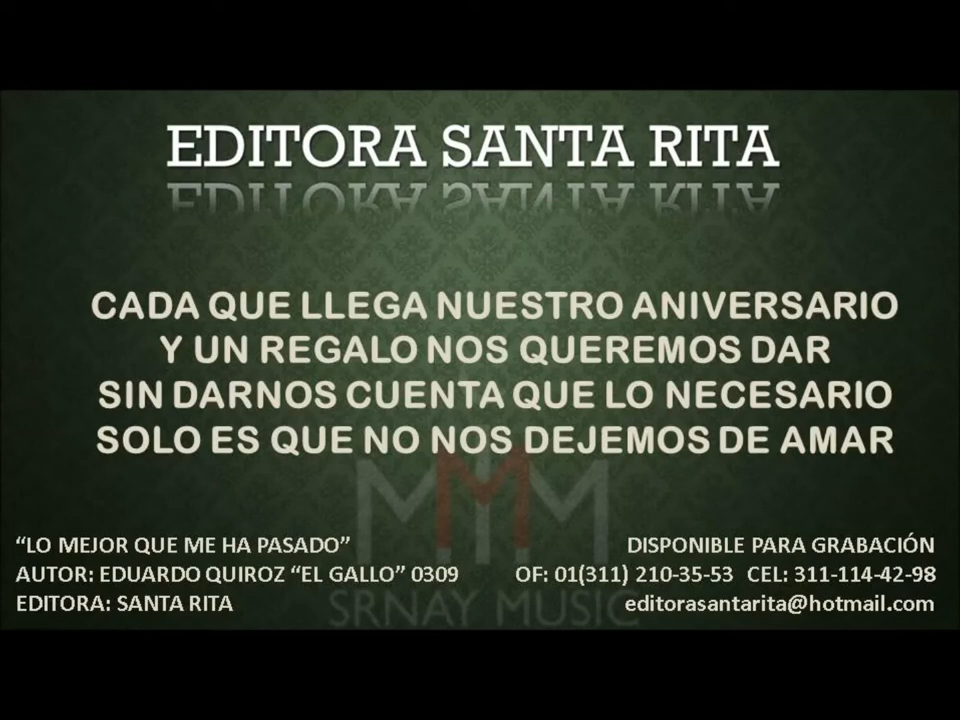 EDITORA SANTA RITA
CADA QUE LLEGA NUESTRO ANIVERSARIO
Y UN REGALO NOS QUEREMOS DAR
SIN DARNOS CUENTA QUE LO NECESARIO
SOLO ES QUE NO NOS DEJEMOS DE AMAR
MMM
“LO MEJOR QUE ME HA PASADO”
AUTOR: EDUARDO QUIROZ “EL GALLO” 0309
EDITORA: SANTA RITA
DISPONIBLE PARA GRABACIÓN
OF: 01(311) 210-35-53 CEL: 311-114-42-98
editorasantarita@hotmail.com
SRNAY MUSIC